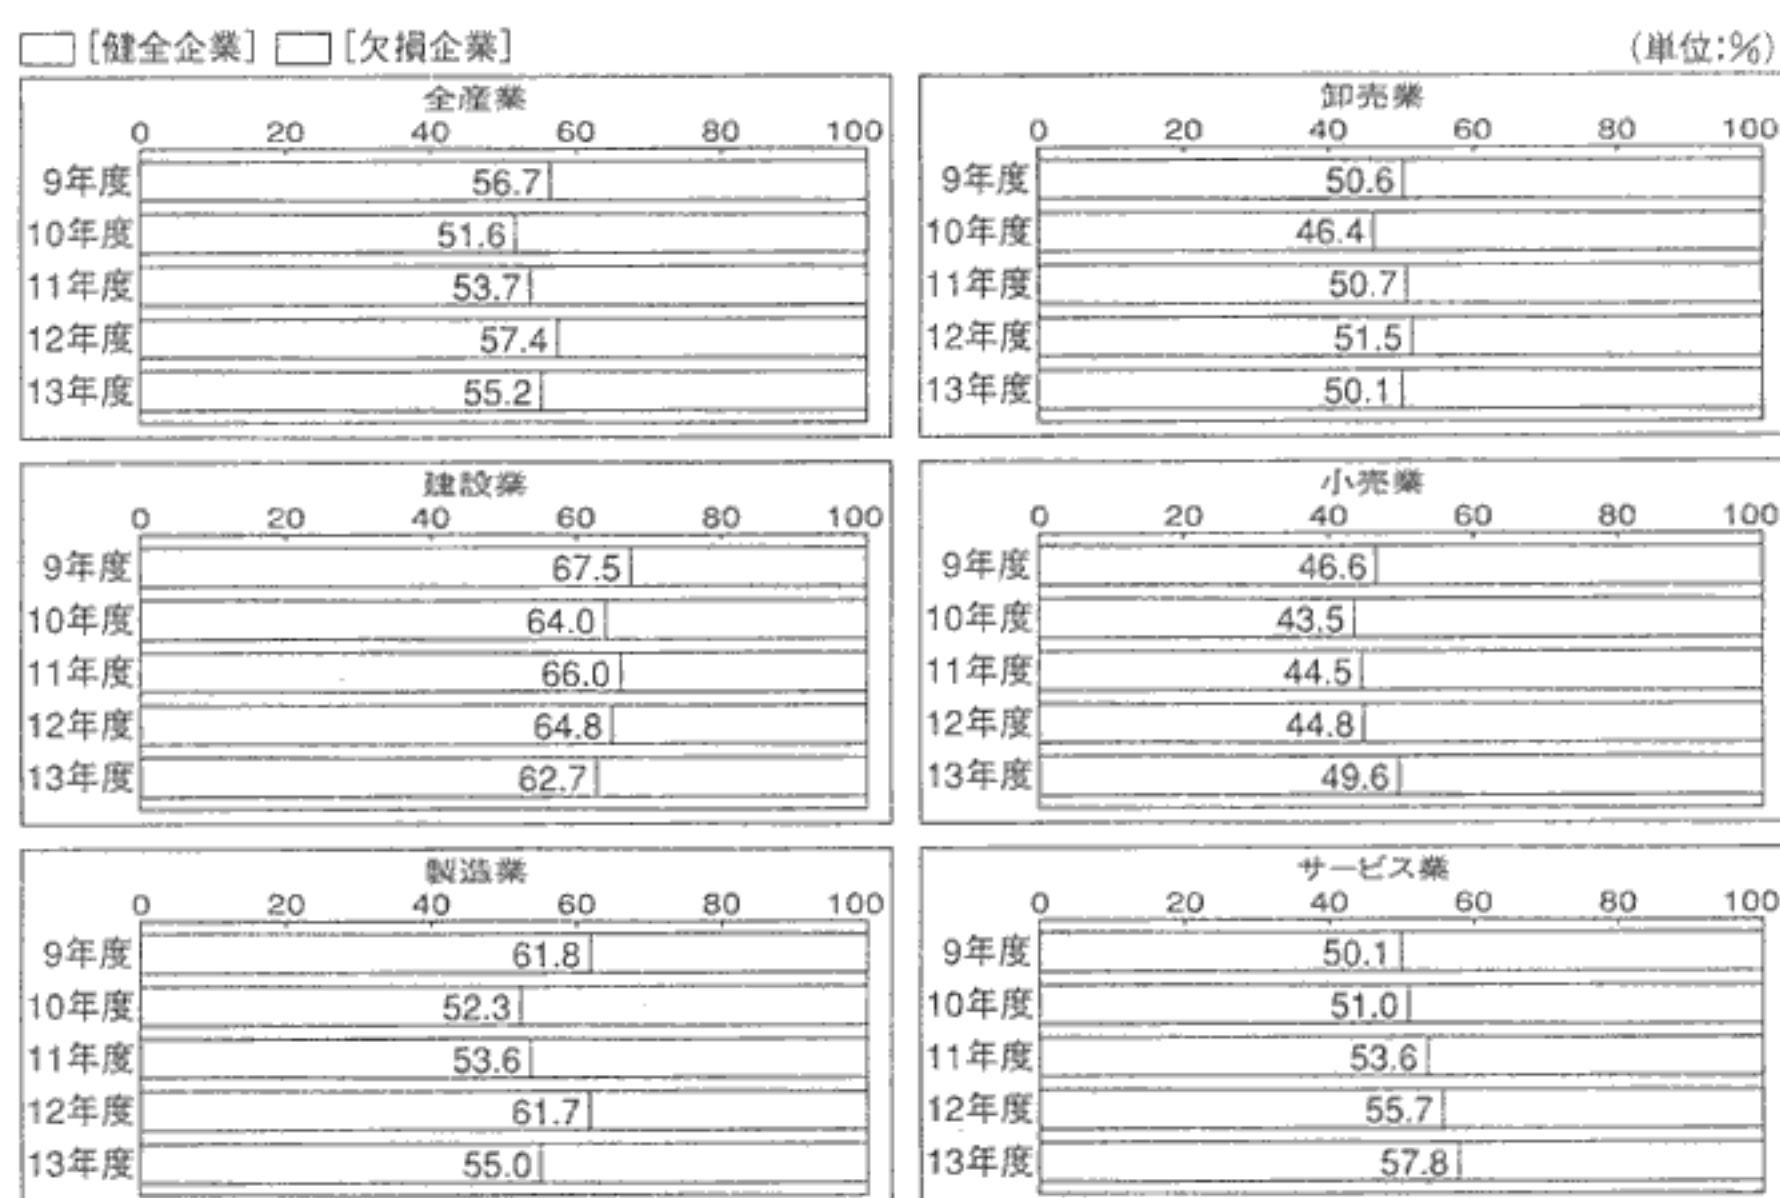 [健全企業] [欠損企業]
(単位:%)
全産業
0 20 40 60 80 100
9年度 56.7
10年度 51.6
11年度 53.7
12年度 57.4
13年度 55.2
卸売業
0 20 40 60 80 100
9年度 50.6
10年度 46.4
11年度 50.7
12年度 51.5
13年度 50.1
建設業
0 20 40 60 80 100
9年度 67.5
10年度 64.0
11年度 66.0
12年度 64.8
13年度 62.7
小売業
0 20 40 60 80 100
9年度 46.6
10年度 43.5
11年度 44.5
12年度 44.8
13年度 49.6
製造業
0 20 40 60 80 100
9年度 61.8
10年度 52.3
11年度 53.6
12年度 61.7
13年度 55.0
サービス業
0 20 40 60 80 100
9年度 50.1
10年度 51.0
11年度 53.6
12年度 55.7
13年度 57.8